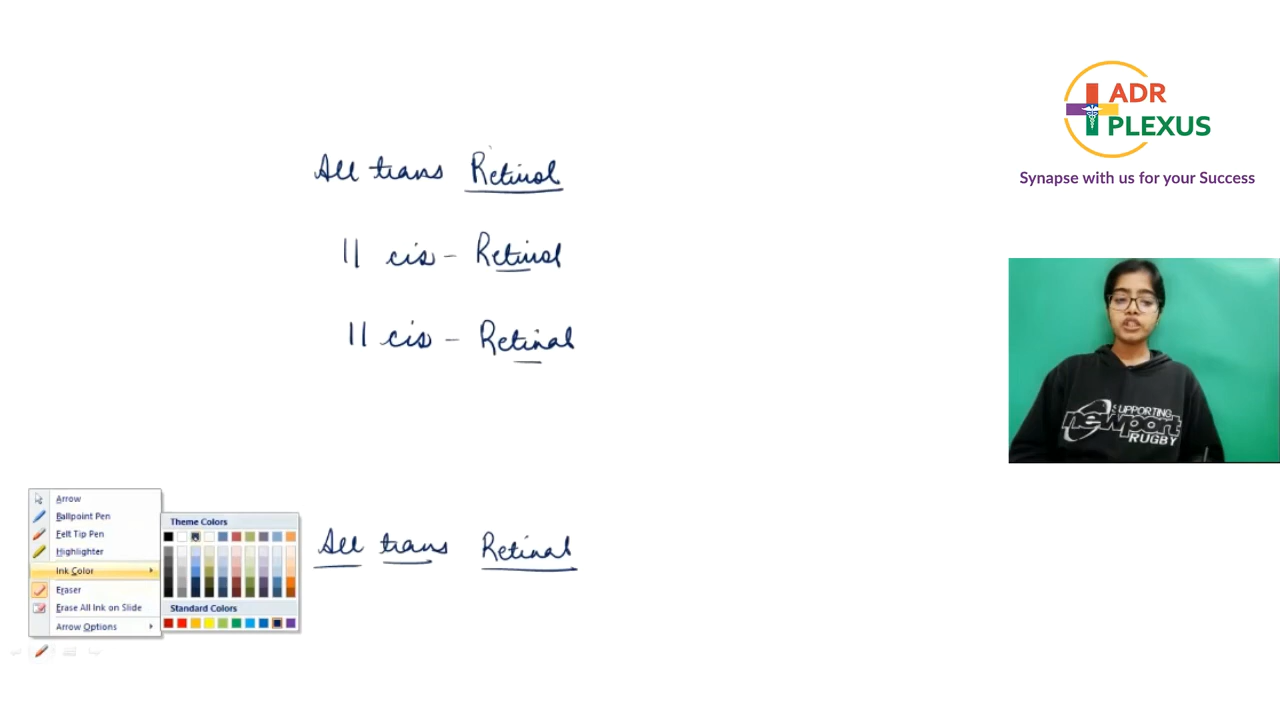 ADR
PLEXUS
Synapse with us for your Success
All trans Retinol
11 cis - Retinol
11 cis - Retinal
SUPPORTING
newport
RUGBY
Arrow
Ballpoint Pen
Felt Tip Pen
Highlighter
Ink Color
Eraser
Erase All Ink on Slide
Arrow Options
Theme Colors
Standard Colors
All trans Retinal